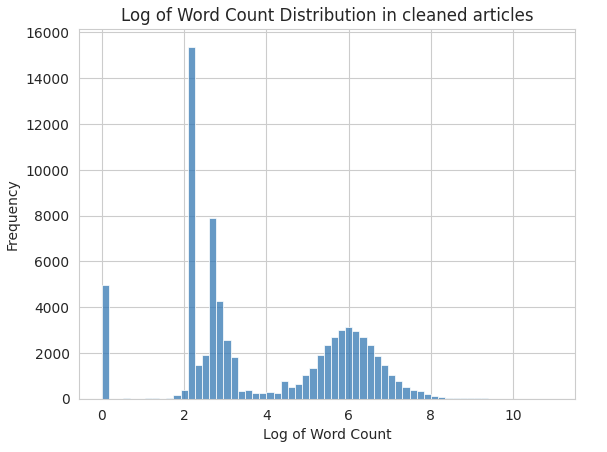 Log of Word Count Distribution in cleaned articles
16000
14000
12000
10000
8000
6000
4000
2000
0
Frequency
0 2 4 6 8 10
Log of Word Count